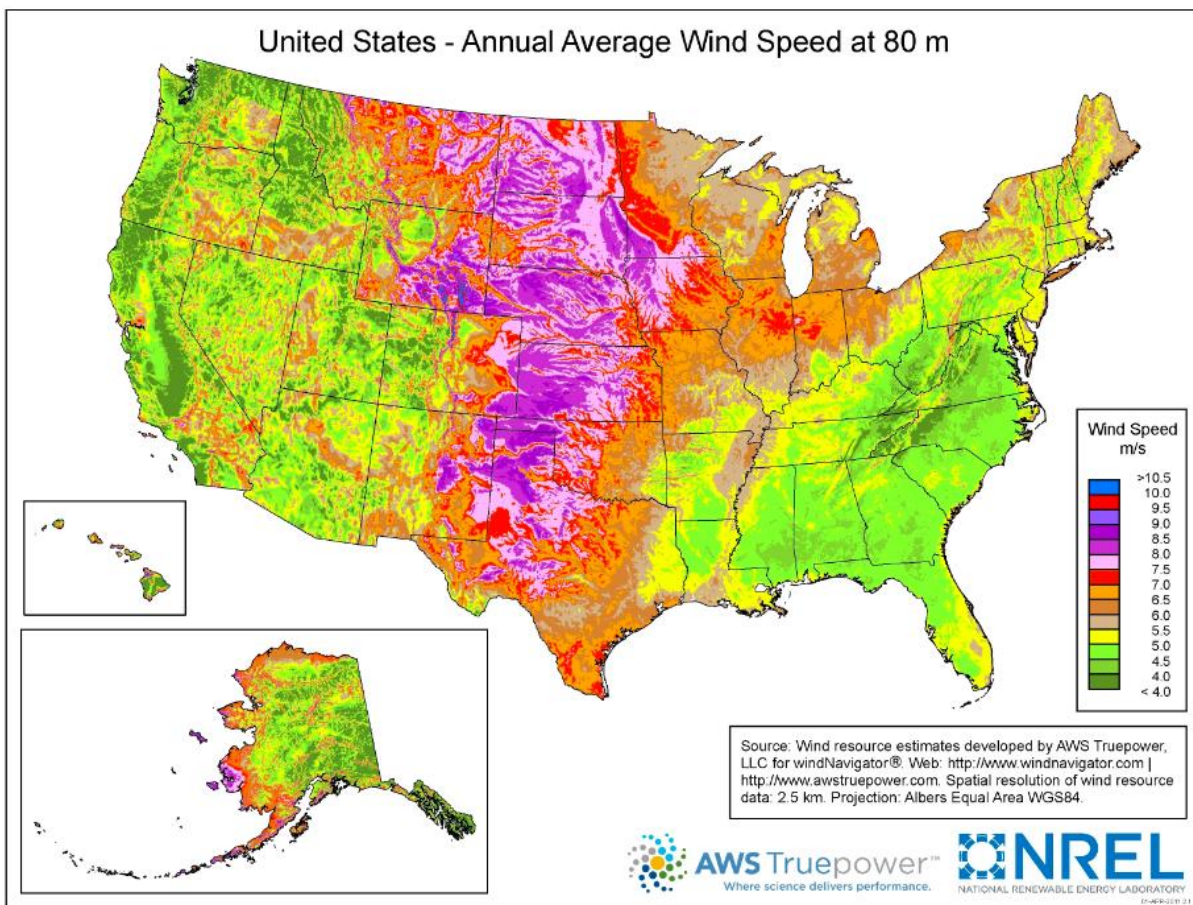 United States - Annual Average Wind Speed at 80 m
Wind Speed
m/s
>10.5
10.0
9.5
9.0
8.5
8.0
7.5
7.0
6.5
6.0
5.5
5.0
4.5
4.0
< 4.0
Source: Wind resource estimates developed by AWS Truepower,
LLC for windNavigator®. Web: http://www.windnavigator.com |
http://www.awstruepower.com. Spatial resolution of wind resource
data: 2.5 km. Projection: Albers Equal Area WGS84.
AWS Truepower™
Where science delivers performance.
NREL
NATIONAL RENEWABLE ENERGY LABORATORY